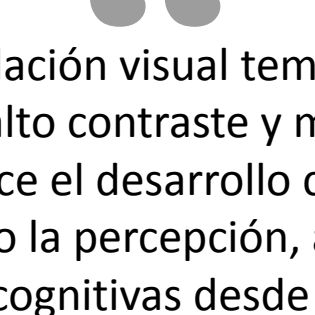 lación visual tem
alto contraste y m
ce el desarrollo
o la percepción,
cognitivas desde